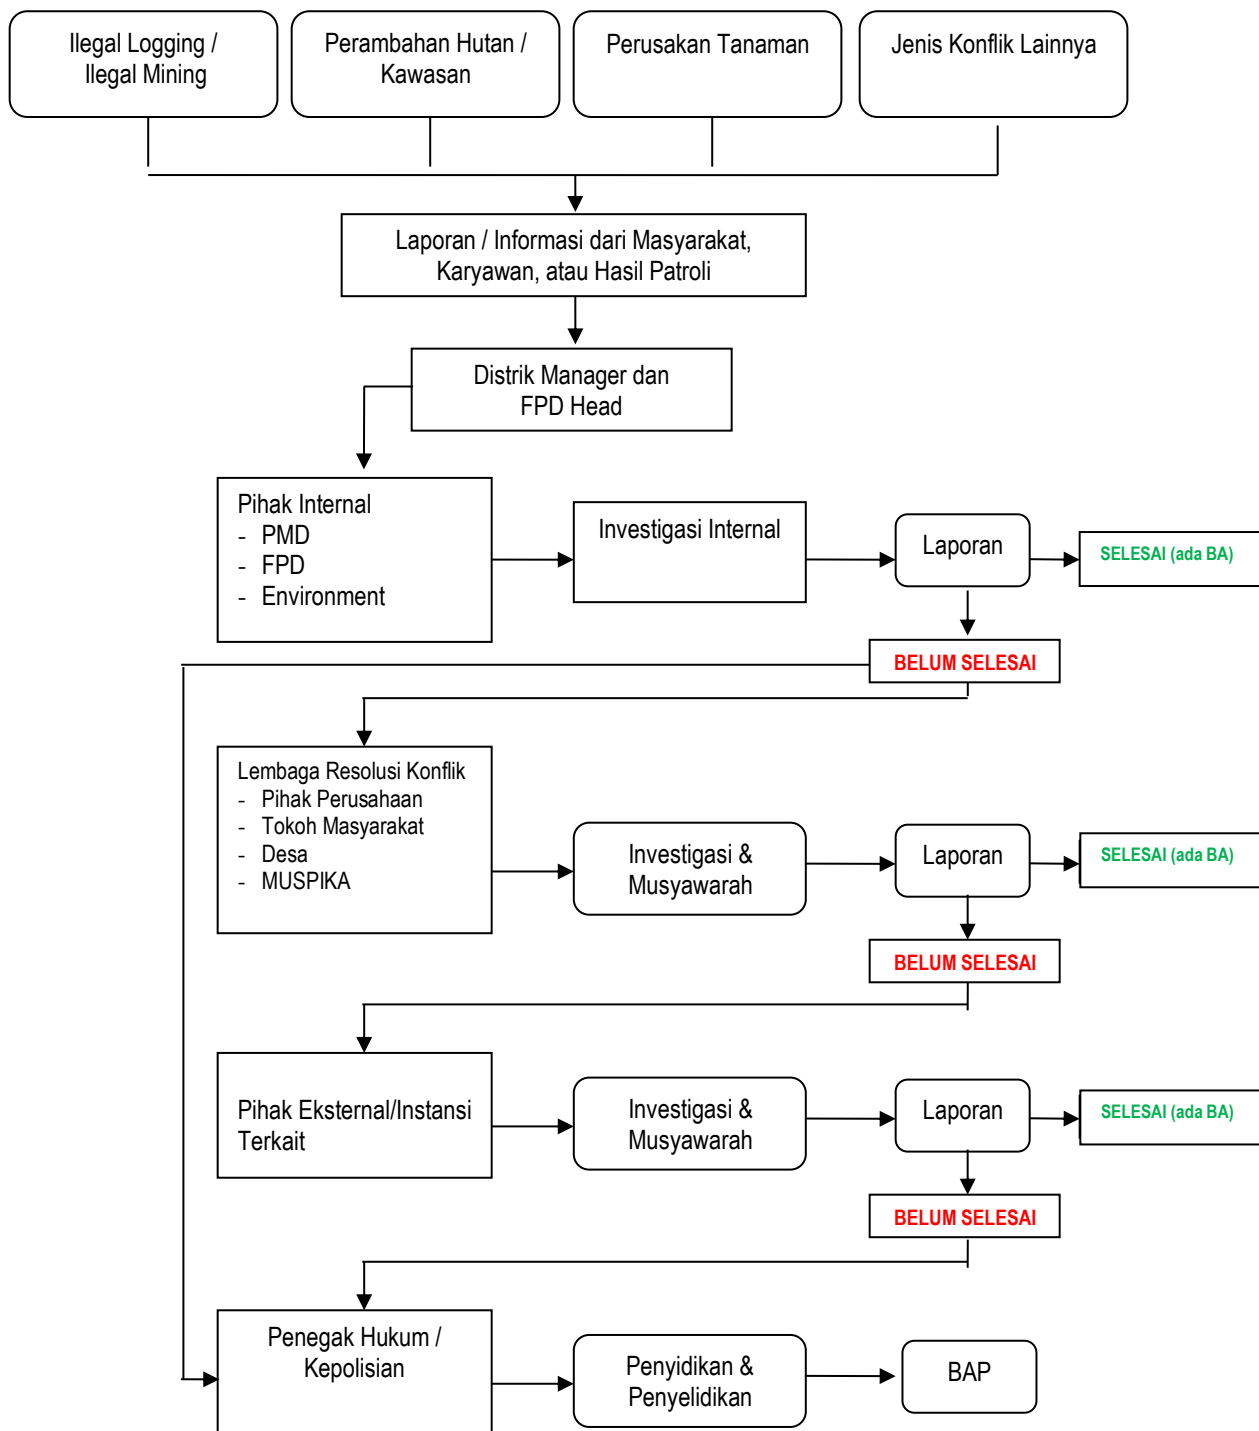 Ilegal Logging /
Ilegal Mining
Perambahan Hutan /
Kawasan
Perusakan Tanaman
Jenis Konflik Lainnya
Laporan / Informasi dari Masyarakat,
Karyawan, atau Hasil Patroli
Distrik Manager dan
FPD Head
Pihak Internal
- PMD
- FPD
- Environment
Investigasi Internal
Laporan
SELESAI (ada BA)
BELUM SELESAI
Lembaga Resolusi Konflik
- Pihak Perusahaan
- Tokoh Masyarakat
- Desa
- MUSPIKA
Investigasi &
Musyawarah
Laporan
SELESAI (ada BA)
BELUM SELESAI
Pihak Eksternal/Instansi
Terkait
Investigasi &
Musyawarah
Laporan
SELESAI (ada BA)
BELUM SELESAI
Penegak Hukum /
Kepolisian
Penyidikan &
Penyelidikan
BAP